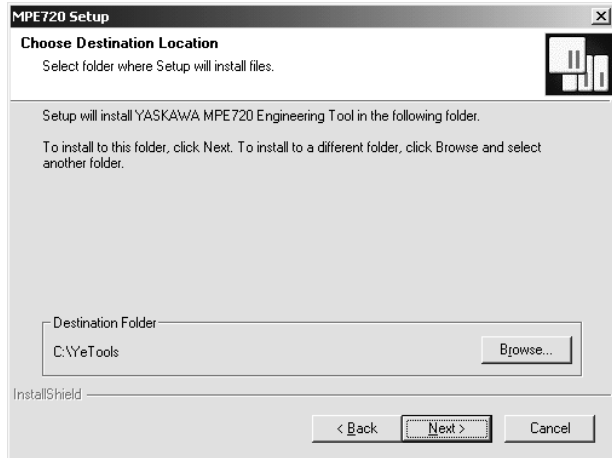 MPE720 Setup
Choose Destination Location
Select folder where Setup will install files.
Setup will install YASKAWA MPE720 Engineering Tool in the following folder.
To install to this folder, click Next. To install to a different folder, click Browse and select
another folder.
Destination Folder
C:\YeTools
Browse...
InstallShield
< Back
Next >
Cancel